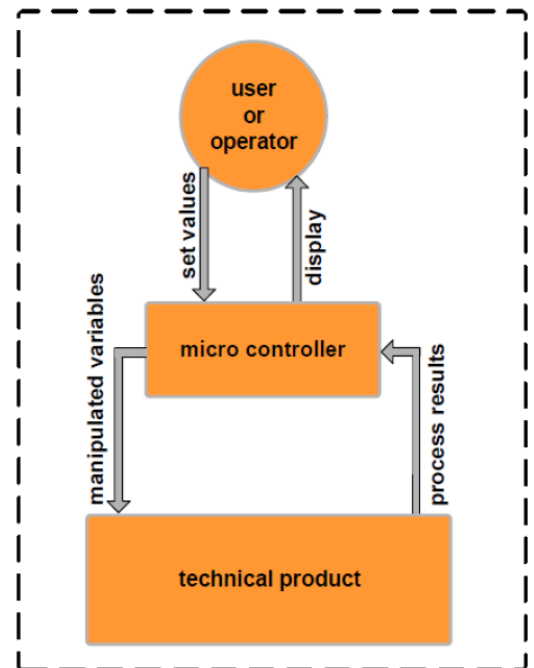 user
or
operator
set values
display
micro controller
manipulated variables
process results
technical product